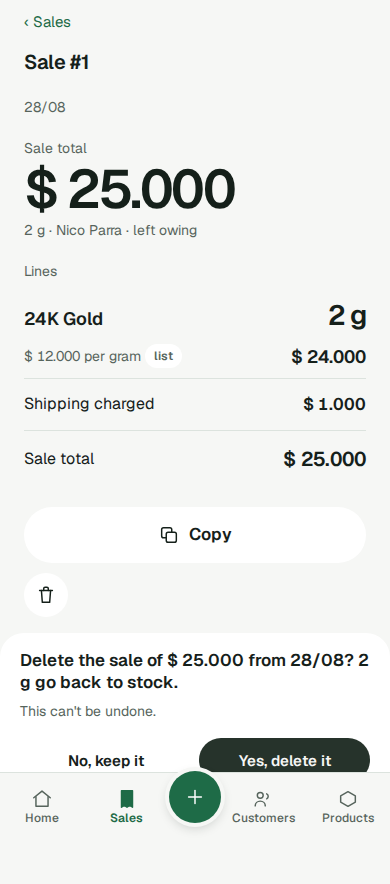 ‹ Sales
Sale #1
28/08
Sale total
$ 25.000
2 g · Nico Parra · left owing
Lines
24K Gold 2 g
$ 12.000 per gram list $ 24.000
Shipping charged $ 1.000
Sale total $ 25.000
Copy
Delete the sale of $ 25.000 from 28/08? 2
g go back to stock.
This can't be undone.
No, keep it Yes, delete it
Home Sales Customers Products